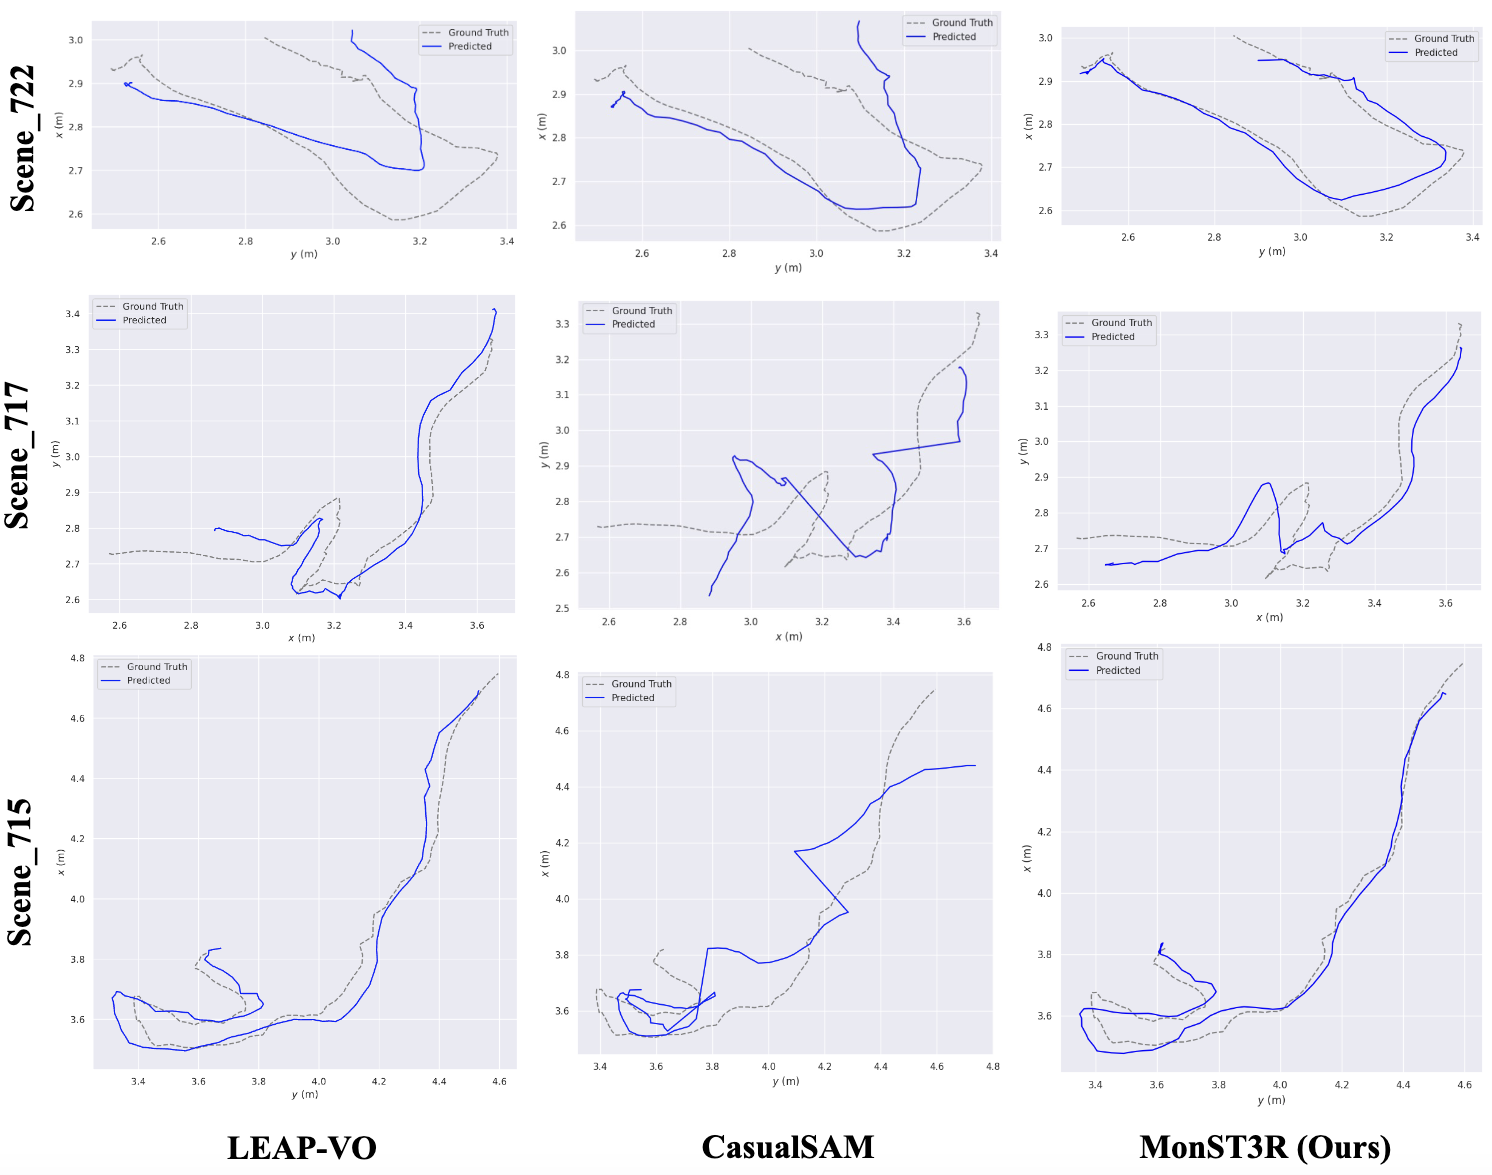 Scene_722
Ground Truth
Predicted
x (m)
3.0
2.9
2.8
2.7
2.6
2.6
2.8
3.0
3.2
3.4
y (m)
Ground Truth
Predicted
x (m)
3.0
2.9
2.8
2.7
2.6
2.6
2.8
3.0
3.2
3.4
y (m)
Ground Truth
Predicted
x (m)
3.0
2.9
2.8
2.7
2.6
2.6
2.8
3.0
3.2
3.4
y (m)
Scene_717
Ground Truth
Predicted
y (m)
3.4
3.3
3.2
3.1
3.0
2.9
2.8
2.7
2.6
2.6
2.8
3.0
3.2
3.4
3.6
x (m)
Ground Truth
Predicted
y (m)
3.3
3.2
3.1
3.0
2.9
2.8
2.7
2.6
2.5
2.6
2.8
3.0
3.2
3.4
3.6
x (m)
Ground Truth
Predicted
y (m)
3.3
3.2
3.1
3.0
2.9
2.8
2.7
2.6
2.6
2.8
3.0
3.2
3.4
3.6
x (m)
Scene_715
Ground Truth
Predicted
x (m)
4.8
4.6
4.4
4.2
4.0
3.8
3.6
3.4
3.6
3.8
4.0
4.2
4.4
4.6
y (m)
Ground Truth
Predicted
x (m)
4.8
4.6
4.4
4.2
4.0
3.8
3.6
3.4
3.6
3.8
4.0
4.2
4.4
4.6
4.8
y (m)
Ground Truth
Predicted
x (m)
4.8
4.6
4.4
4.2
4.0
3.8
3.6
3.4
3.6
3.8
4.0
4.2
4.4
4.6
y (m)
LEAP-VO
CasualSAM
MonST3R (Ours)